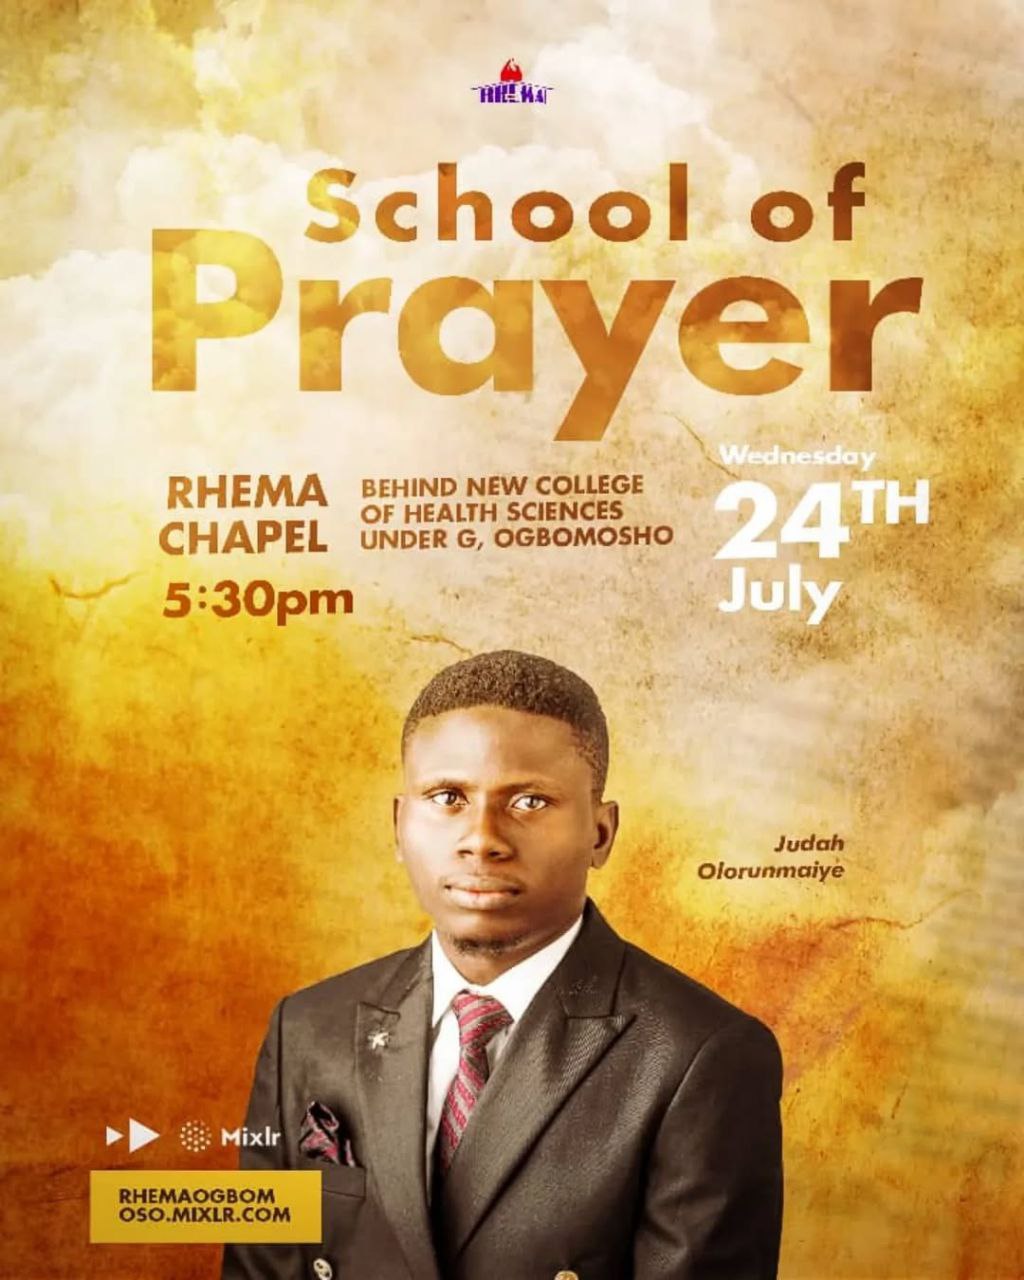 RHEMA
School of
Prayer
RHEMA
CHAPEL
5:30pm
BEHIND NEW COLLEGE
OF HEALTH SCIENCES
UNDER G, OGBOMOSHO
Wednesday
24TH
July
Judah
Olorunmaiye
Mixlr
RHEMAOGBOM
OSO.MIXLR.COM